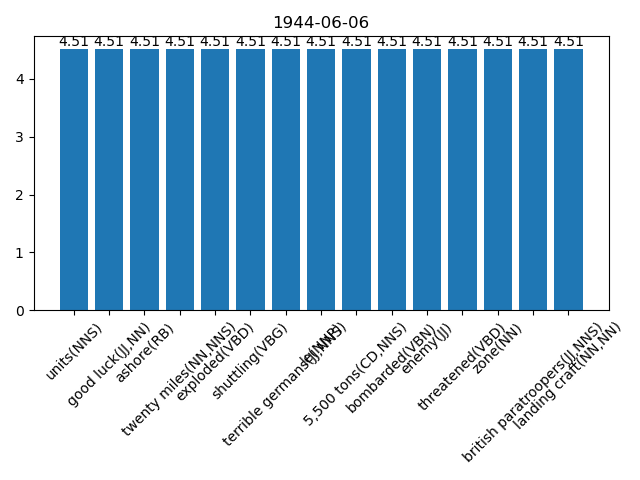 1944-06-06
4.51 4.51 4.51 4.51 4.51 4.51 4.51 4.51 4.51 4.51 4.51 4.51 4.51 4.51 4.51
4
3
2
1
0
units(NNS)
good luck(JJ,NN)
ashore(RB)
twenty miles(NN,NNS)
exploded(VBD)
shuttling(VBG)
terrible germans(JJ,NNS)
5,500 tons(CD,NNS)
bombarded(VBN)
enemy(JJ)
threatened(VBD)
zone(NN)
british paratroopers(JJ,NNS)
landing craft(NN,NN)